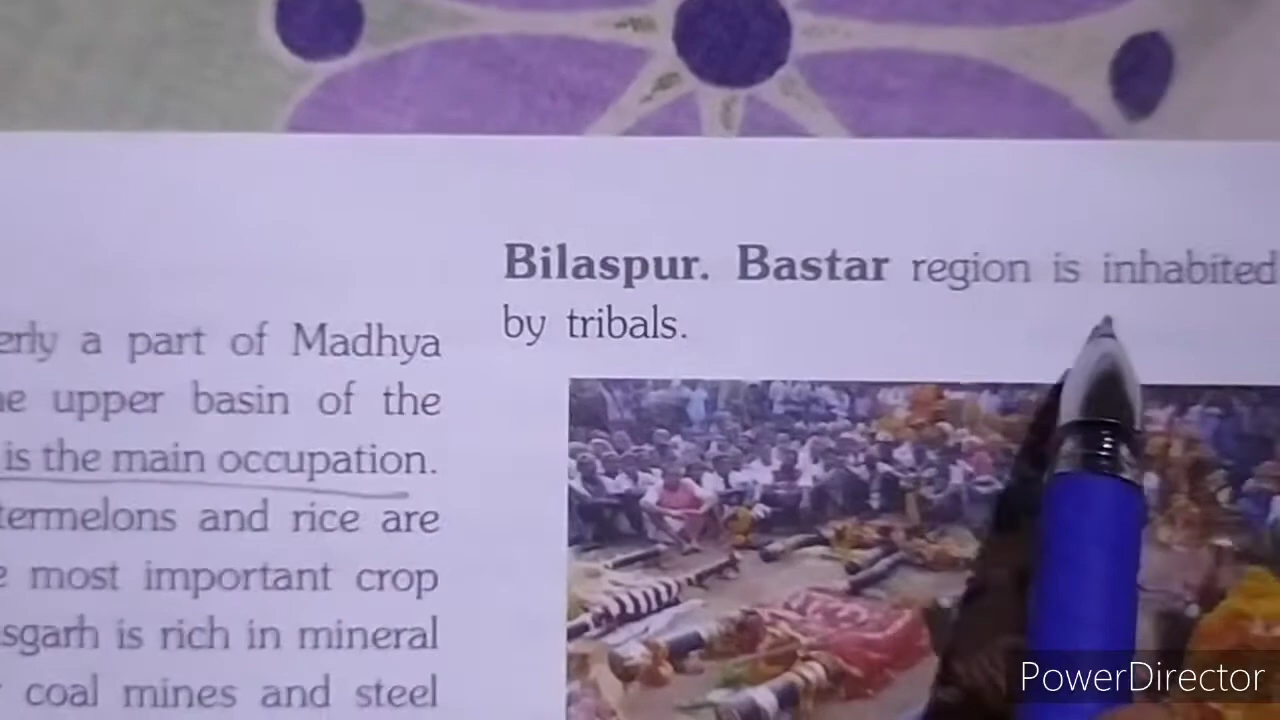 erly a part of Madhya
upper basin of the
is the main occupation.
termelons and rice are
most important crop
sgarh is rich in mineral
coal mines and steel
Bilaspur. Bastar region is inhabited
by tribals.
PowerDirector